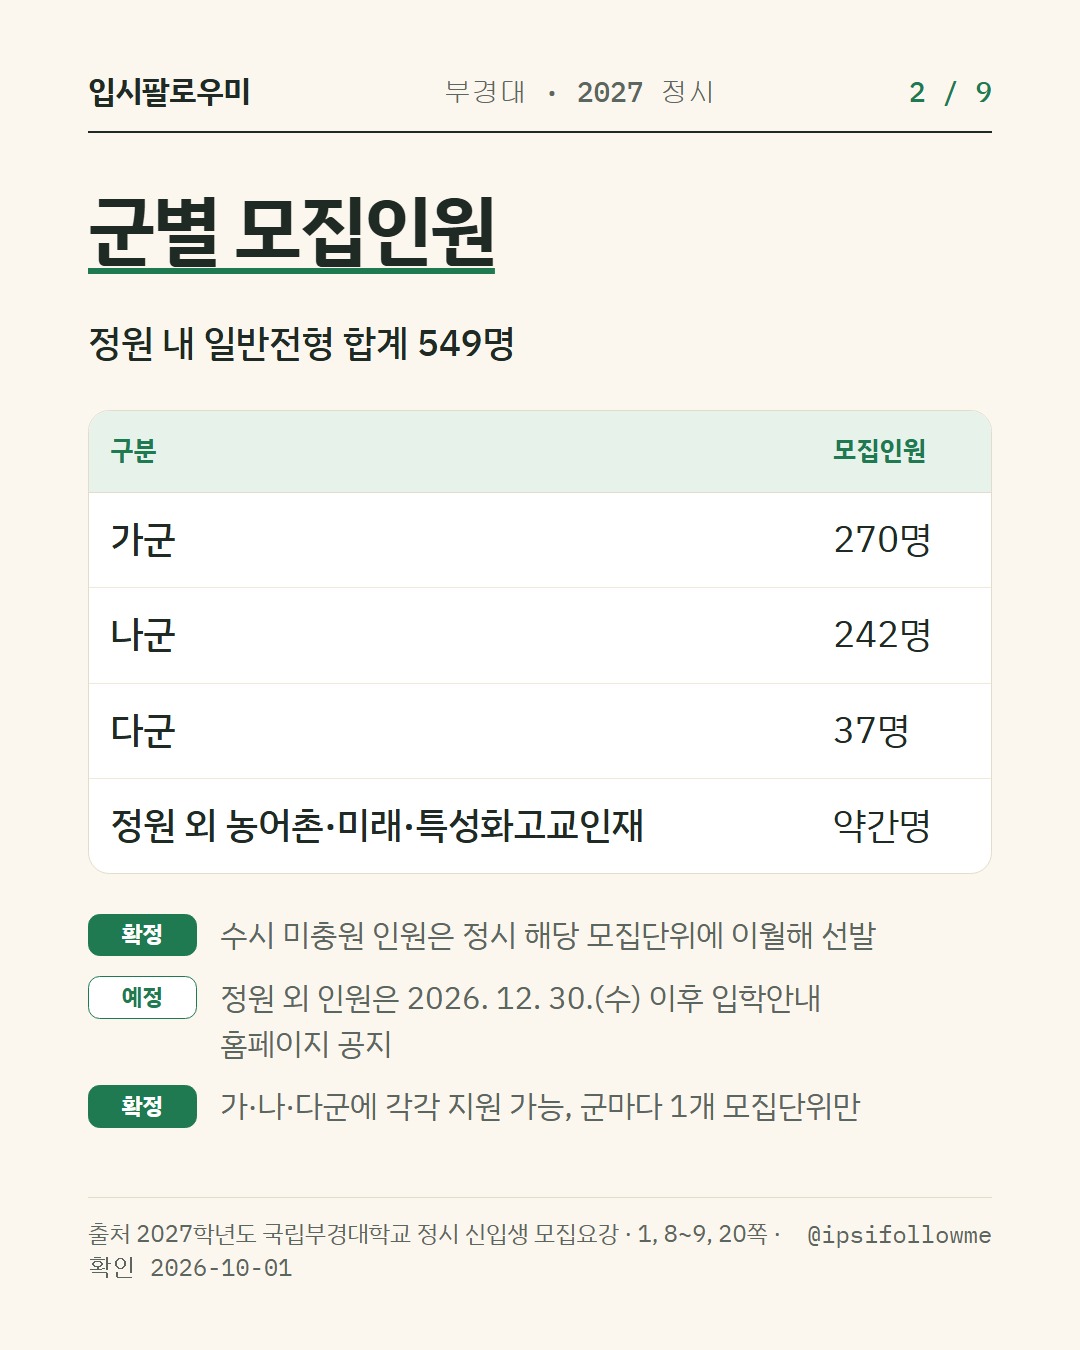 입시팔로우미
부경대 · 2027 정시
2 / 9
군별 모집인원
정원 내 일반전형 합계 549명
구분 모집인원
가군 270명
나군 242명
다군 37명
정원 외 농어촌·미래·특성화고교인재 약간명
확정 수시 미충원 인원은 정시 해당 모집단위에 이월해 선발
예정 정원 외 인원은 2026. 12. 30.(수) 이후 입학안내
홈페이지 공지
확정 가·나·다군에 각각 지원 가능, 군마다 1개 모집단위만
출처 2027학년도 국립부경대학교 정시 신입생 모집요강 · 1, 8~9, 20쪽 ·
확인 2026-10-01
@ipsifollowme